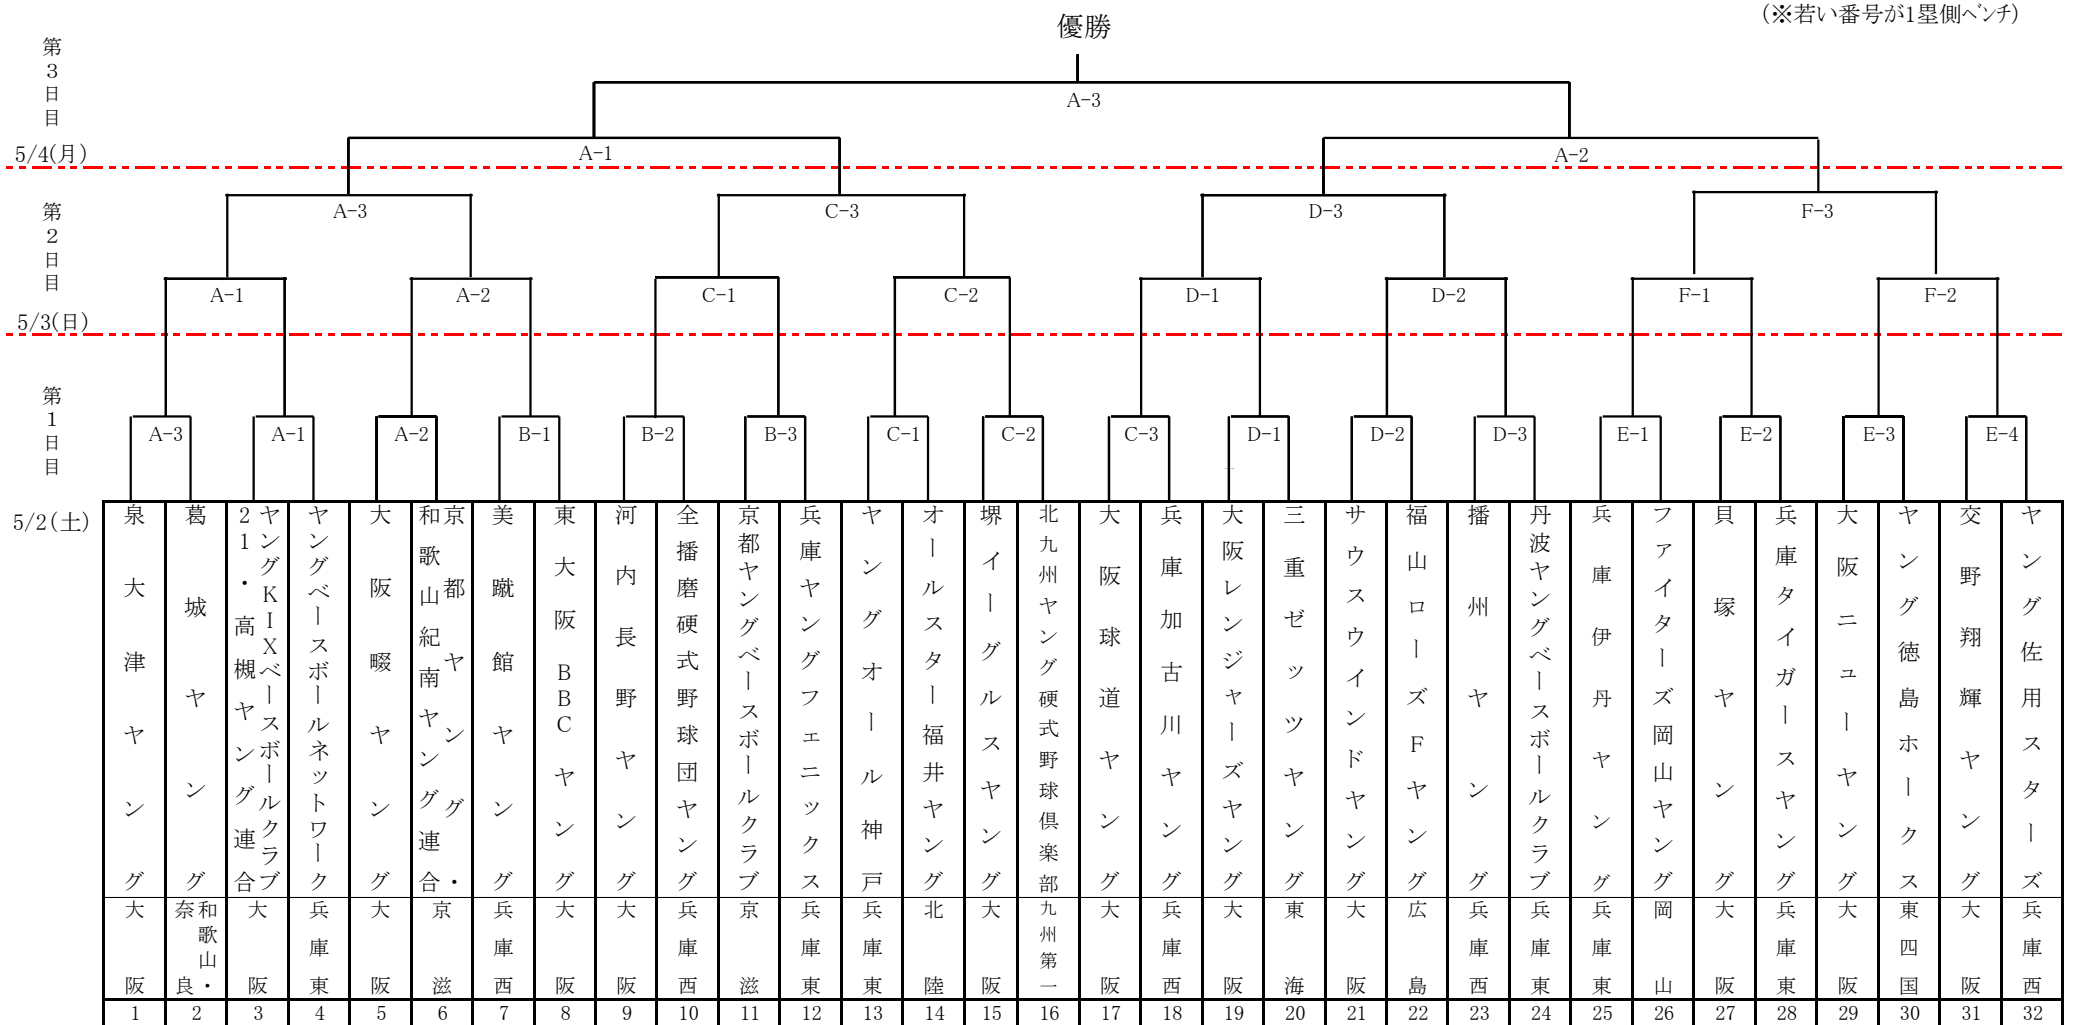 (※若い番号が1塁側ベンチ)
優勝
第3日目
A-3
5/4(月)
A-1
A-2
第2日目
A-3
C-3
D-3
F-3
A-1
A-2
C-1
C-2
D-1
D-2
F-1
F-2
5/3(日)
第1日目
A-3
A-1
A-2
B-1
B-2
B-3
C-1
C-2
C-3
D-1
D-2
D-3
E-1
E-2
E-3
E-4
5/2(土)
泉大津ヤング
葛城ヤング
ヤングKIXベースボールクラブ
21・高槻ヤング連合
ヤングベースボールネットワーク
大阪畷ヤング
京都ヤング・
和歌山紀南ヤング連合
美蹴館ヤング
東大阪BBCヤング
河内長野ヤング
全播磨硬式野球団ヤング
京都ヤングベースボールクラブ
兵庫ヤングフェニックス
ヤングオール神戸
オールスター福井ヤング
堺イーグルスヤング
北九州ヤング硬式野球倶楽部
大阪球道ヤング
兵庫加古川ヤング
大阪レンジャーズヤング
三重ゼッツヤング
サウスウインドヤング
福山ローズFヤング
播州ヤング
丹波ヤングベースボールクラブ
兵庫伊丹ヤング
ファイターズ岡山ヤング
貝塚ヤング
兵庫タイガースヤング
大阪ニューヤング
ヤング徳島ホークス
交野翔輝ヤング
ヤング佐用スターズ
大阪
和歌山・
奈良
大阪
兵庫東
大阪
京滋
兵庫西
大阪
大阪
兵庫西
京滋
兵庫東
兵庫東
北陸
大阪
九州第一
大阪
兵庫西
大阪
東海
大阪
広島
兵庫西
兵庫東
兵庫東
岡山
大阪
兵庫東
大阪
東四国
大阪
兵庫西
1 2 3 4 5 6 7 8 9 10 11 12 13 14 15 16 17 18 19 20 21 22 23 24 25 26 27 28 29 30 31 32